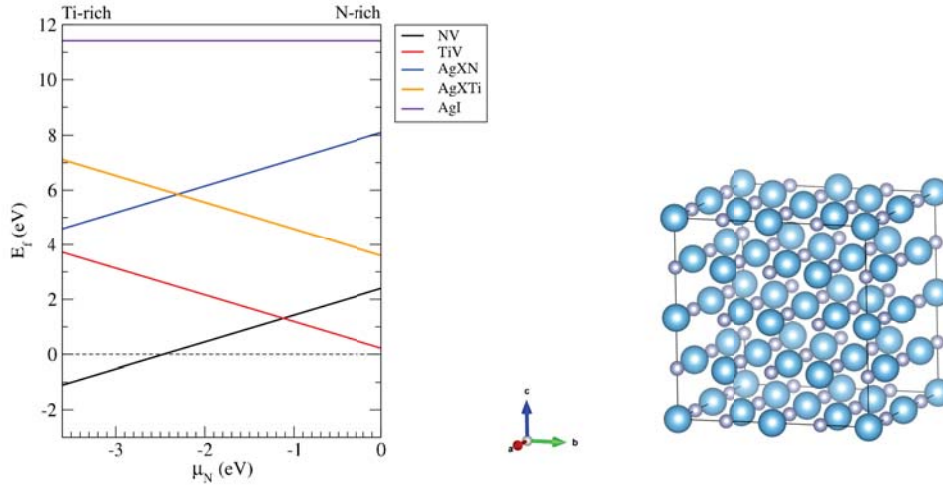 Ti-rich
N-rich
12
10
8
6
4
2
0
-2
E_f (eV)
-3
-2
-1
0
μ_N (eV)
NV
TiV
AgXN
AgXTi
AgI
c
a
b